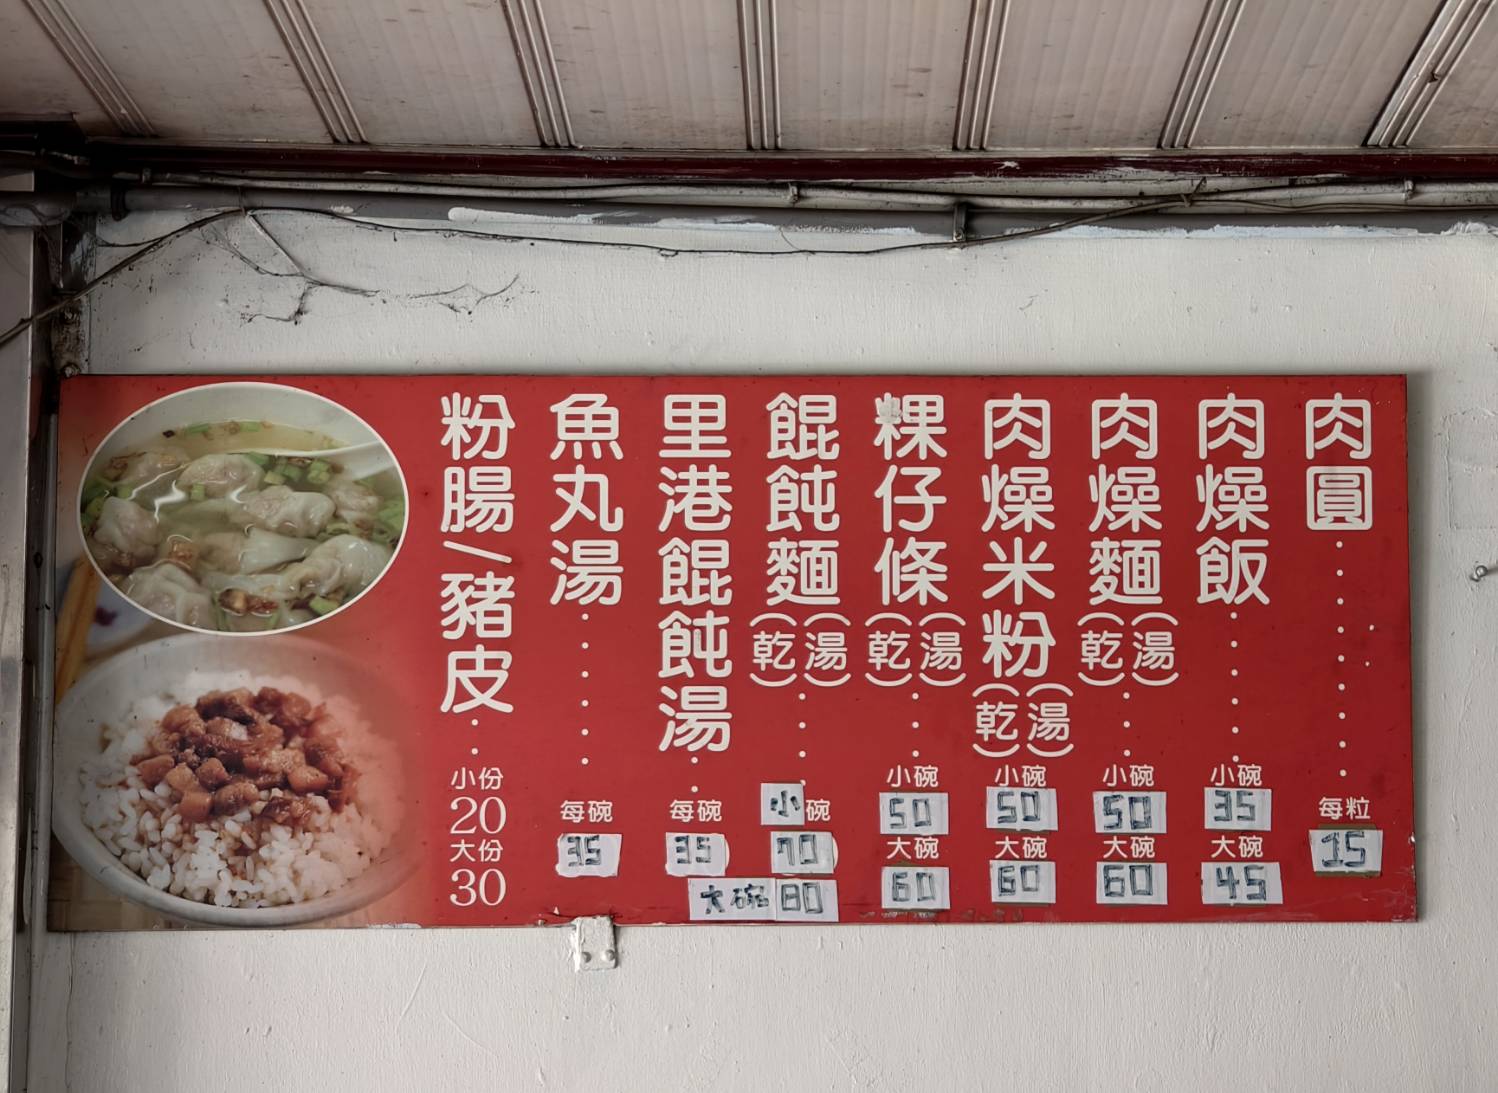 肉圓
每粒
15
肉燥飯
小碗
35
大碗
45
肉燥麵(乾)(湯)
小碗
50
大碗
60
肉燥米粉(乾)(湯)
小碗
50
大碗
60
粿仔條(乾)(湯)
小碗
50
大碗
60
餛飩麵(乾)(湯)
小碗
70
大碗 80
里港餛飩湯
每碗
35
魚丸湯
每碗
35
粉腸/豬皮
小份
20
大份
30